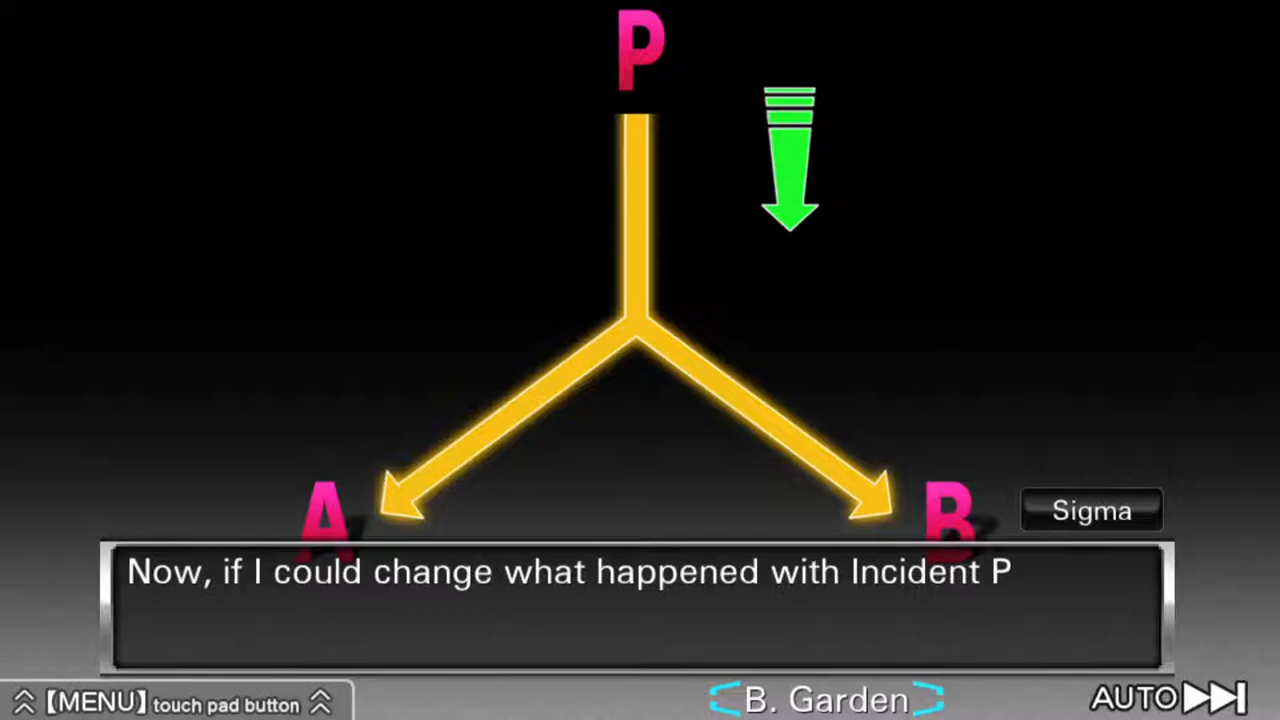 P
A
B
Sigma
Now, if I could change what happened with Incident P
【MENU】touch pad button
B. Garden
AUTO